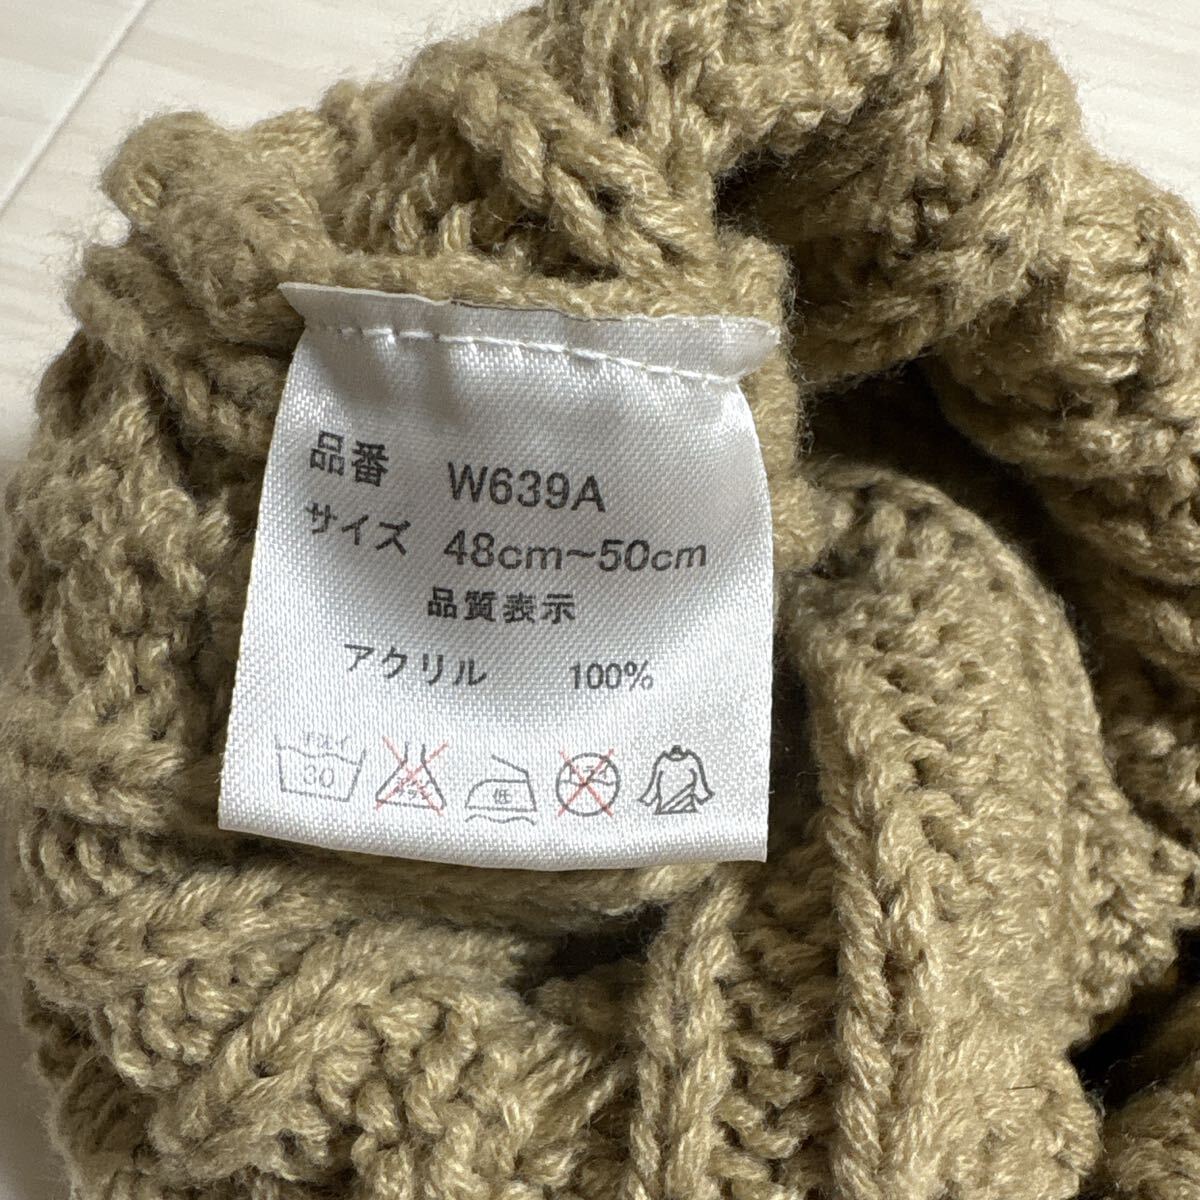 品番 W639A
サイズ 48cm~50cm
品質表示
アクリル 100%
30 低